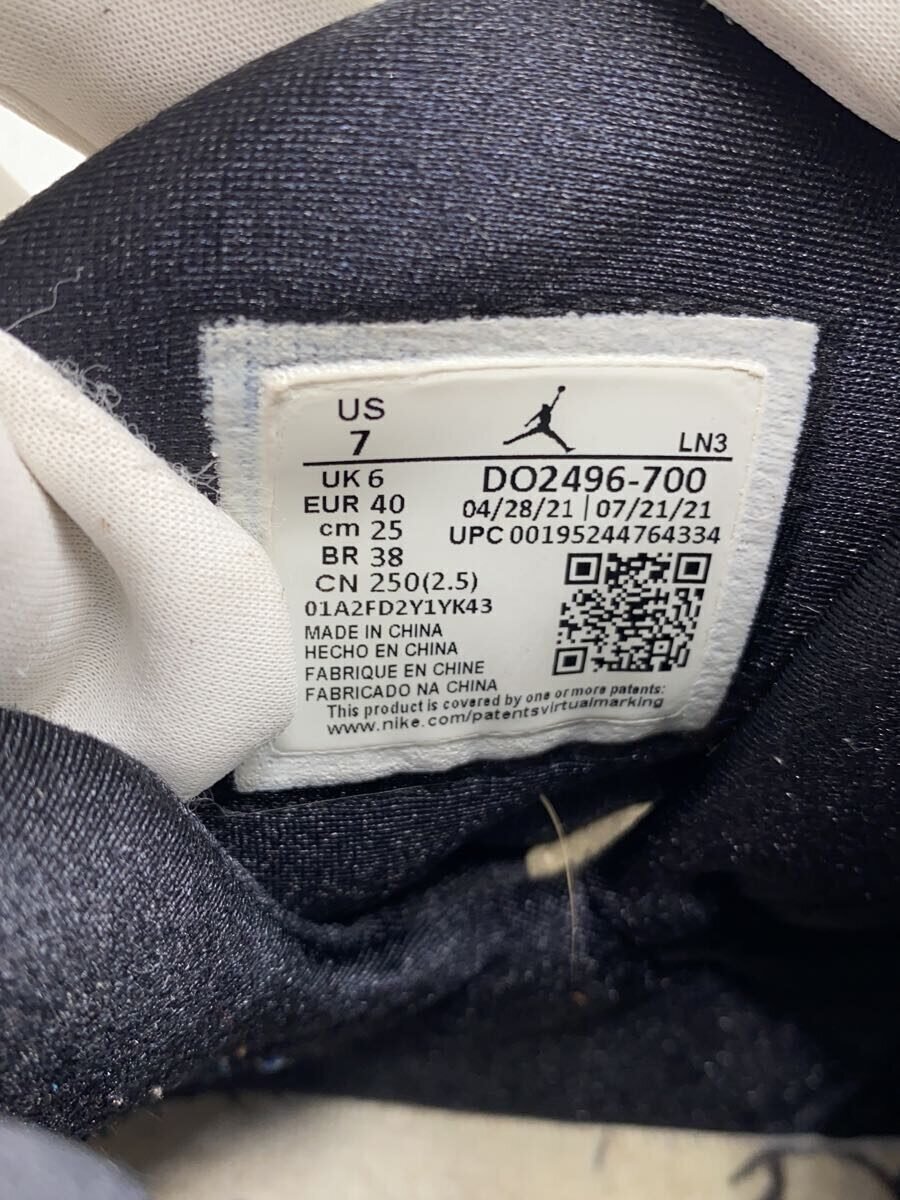 US
7
LN3
UK 6
EUR 40
cm 25
BR 38
CN 250(2.5)
DO2496-700
04/28/21 | 07/21/21
UPC 00195244764334
01A2FD2Y1YK43
MADE IN CHINA
HECHO EN CHINA
FABRIQUE EN CHINE
FABRICADO NA CHINA
This product is covered by one or more patents:
www.nike.com/patentsvirtualmarking